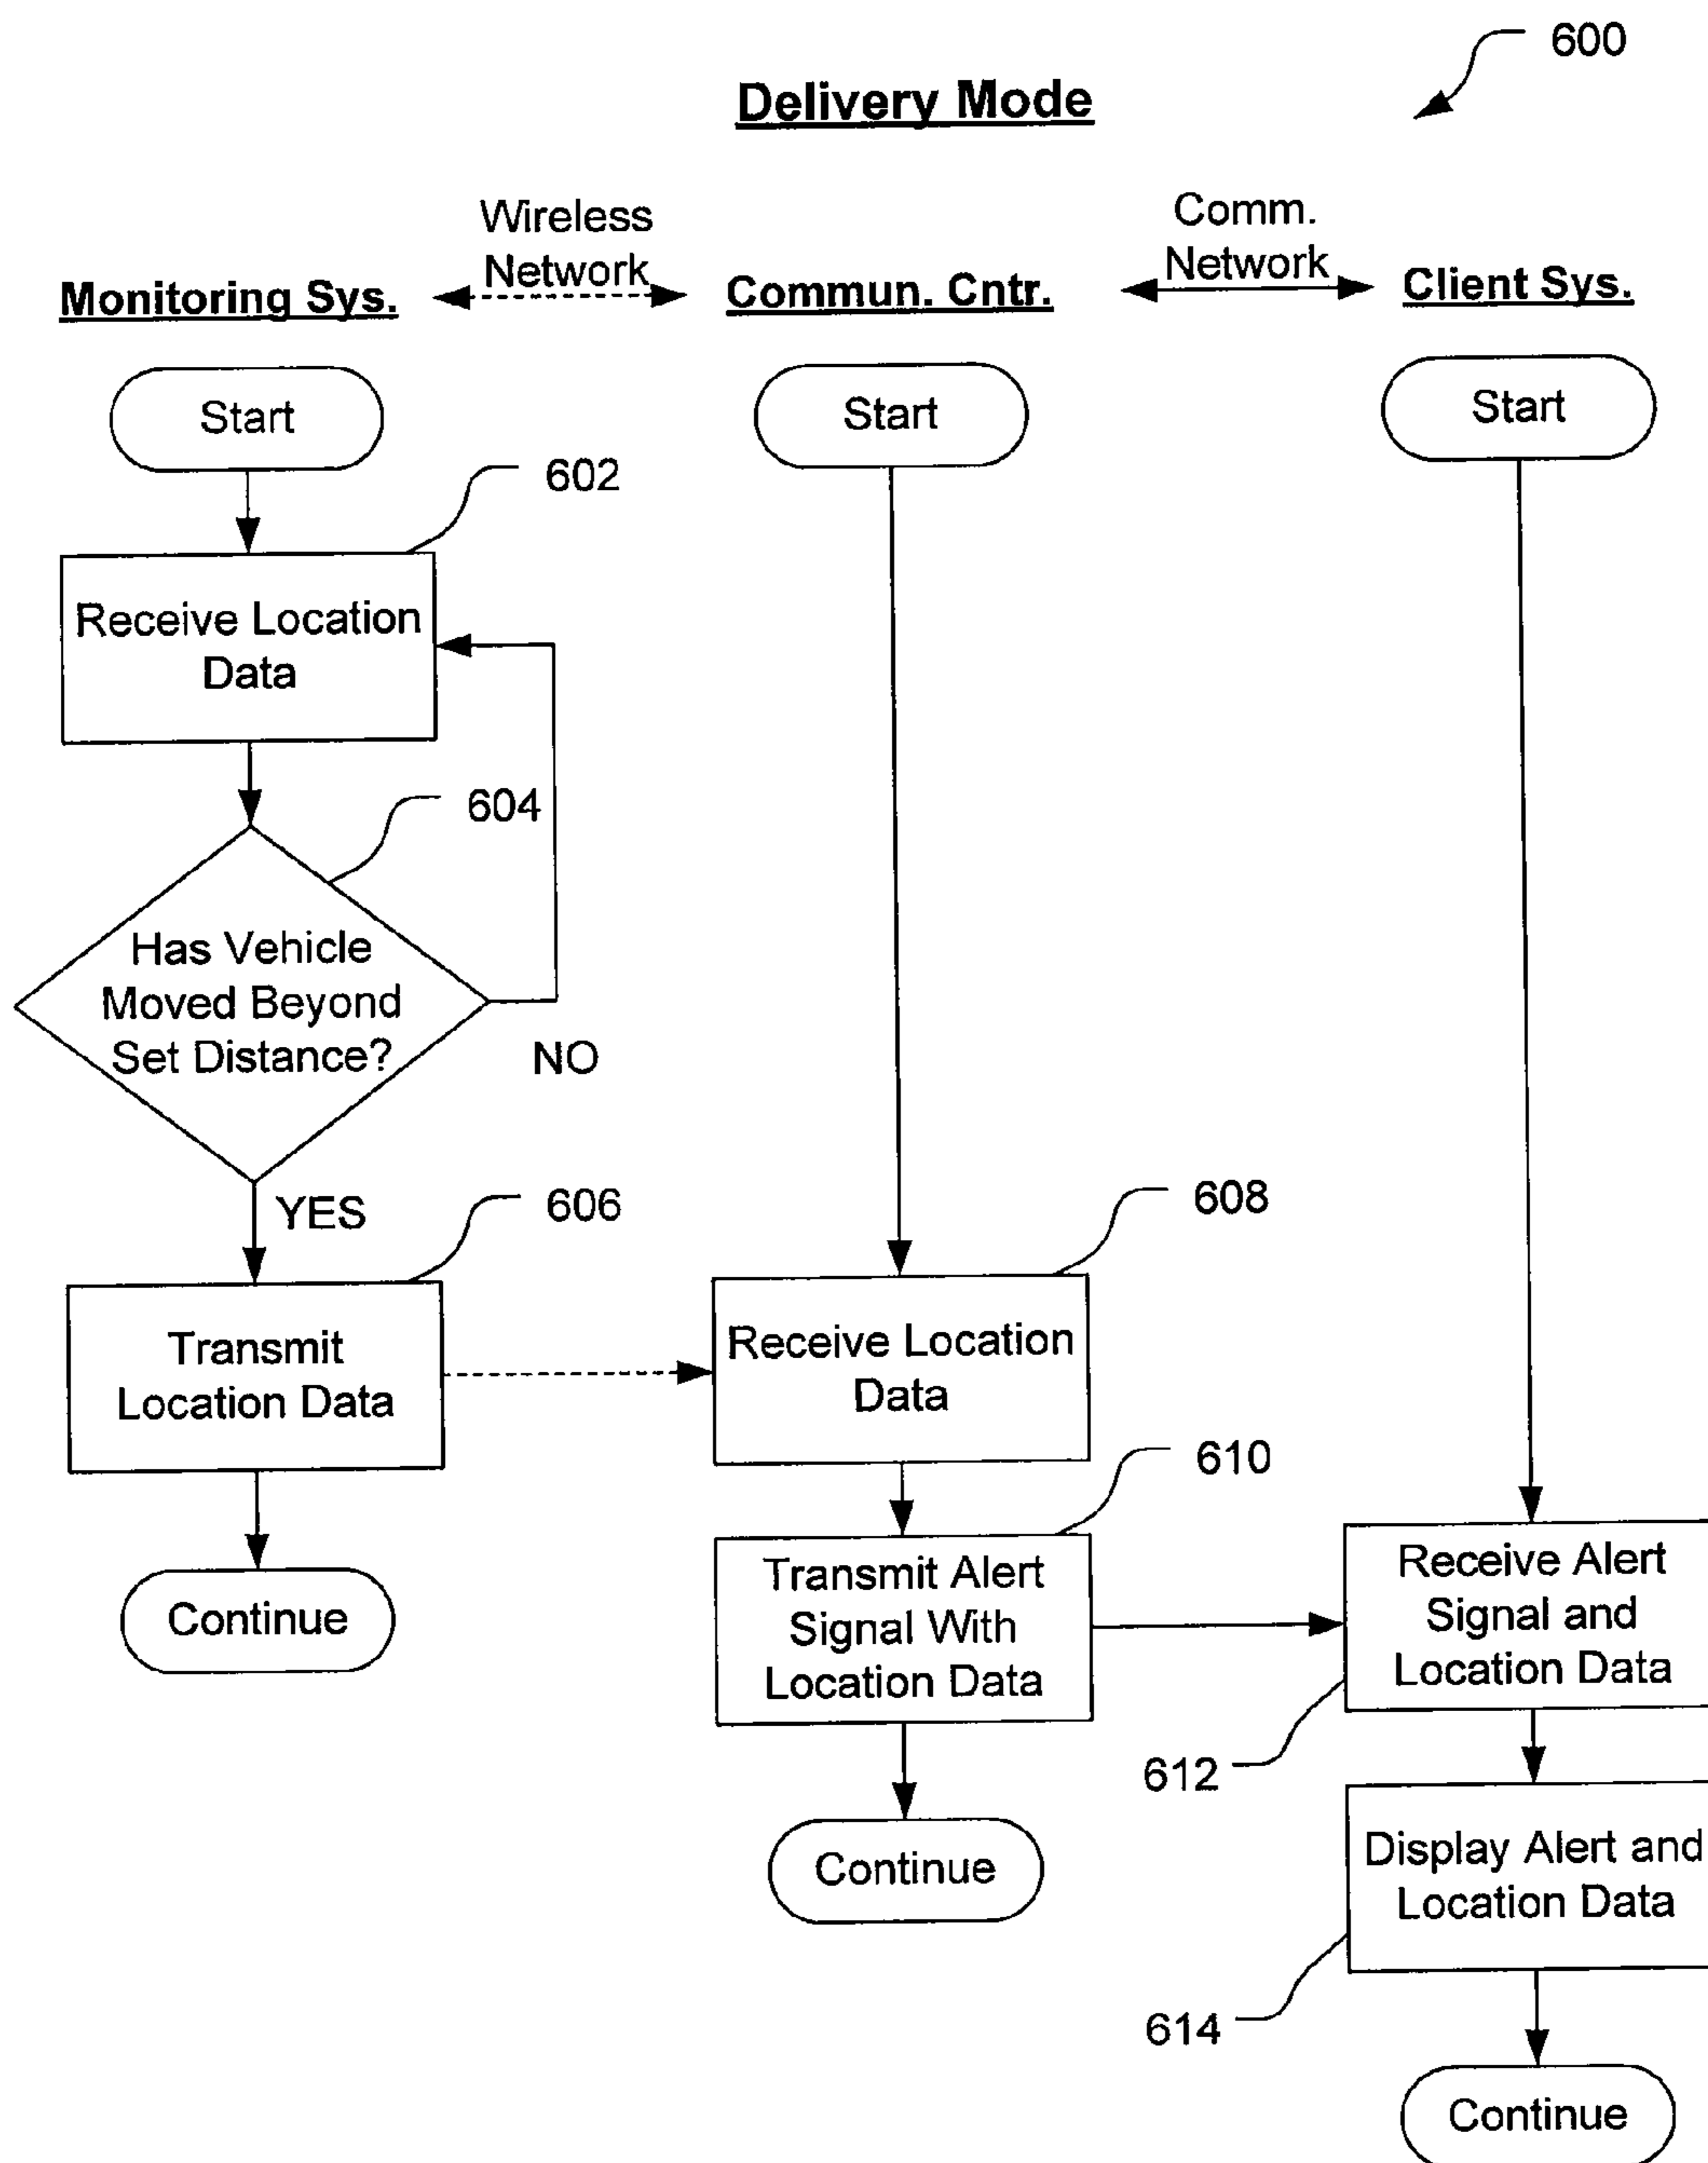 600
Delivery Mode
Wireless
Network
Comm.
Network
Monitoring Sys.
Commun. Cntr.
Client Sys.
Start
Start
Start
602
Receive Location
Data
604
Has Vehicle
Moved Beyond
Set Distance?
NO
YES
606
Transmit
Location Data
Continue
608
Receive Location
Data
610
Transmit Alert
Signal With
Location Data
Continue
Receive Alert
Signal and
Location Data
612
Display Alert and
Location Data
614
Continue